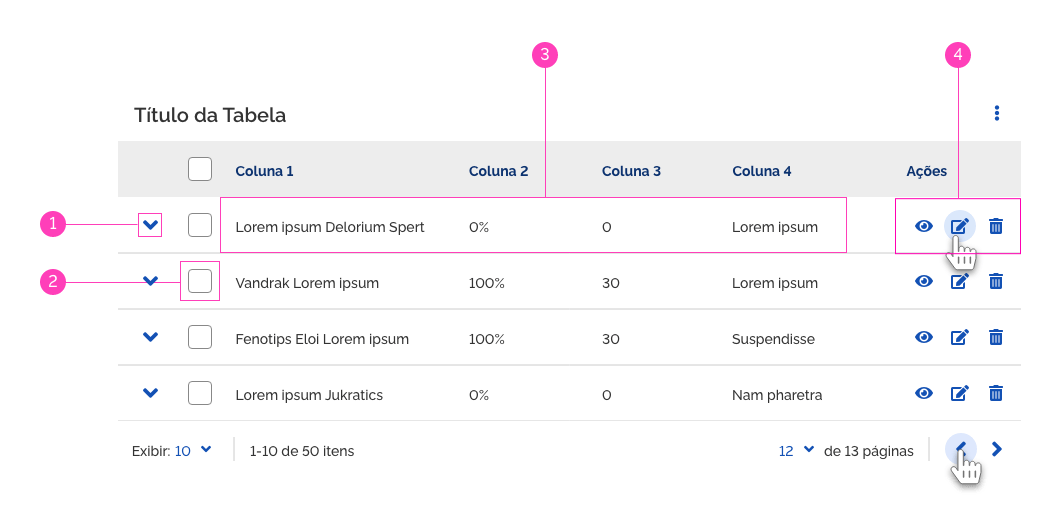 3 4
Título da Tabela
Coluna 1 Coluna 2 Coluna 3 Coluna 4 Ações
1 Lorem ipsum Delorium Spert 0% 0 Lorem ipsum
2 Vandrak Lorem ipsum 100% 30 Lorem ipsum
Fenotips Eloi Lorem ipsum 100% 30 Suspendisse
Lorem ipsum Jukratics 0% 0 Nam pharetra
Exibir: 10 1-10 de 50 itens 12 de 13 páginas